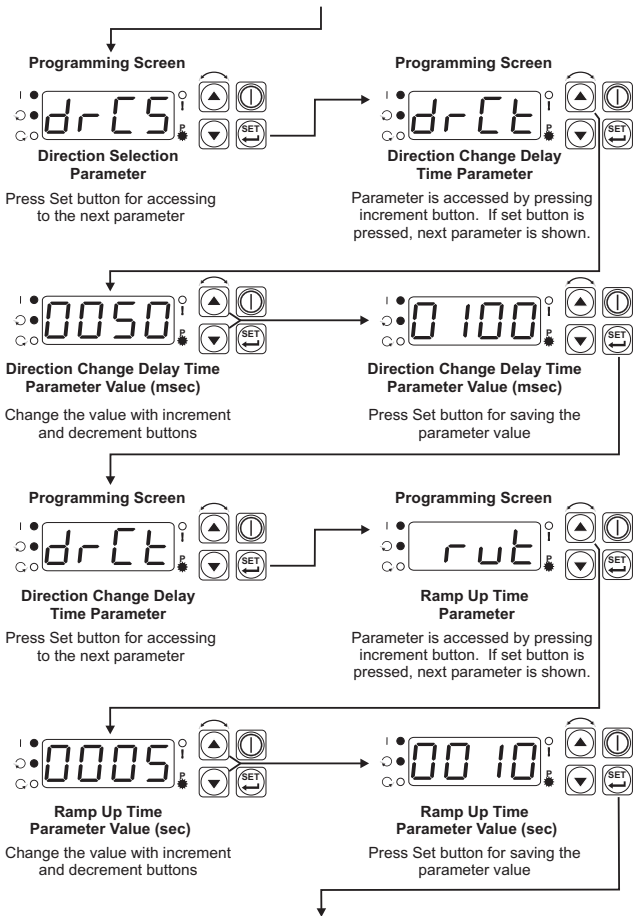 Programming Screen
drCS
P
SET
Direction Selection
Parameter
Press Set button for accessing
to the next parameter
Programming Screen
drCt
P
SET
Direction Change Delay
Time Parameter
Parameter is accessed by pressing
increment button. If set button is
pressed, next parameter is shown.
0050
P
SET
Direction Change Delay Time
Parameter Value (msec)
Change the value with increment
and decrement buttons
0100
P
SET
Direction Change Delay Time
Parameter Value (msec)
Press Set button for saving the
parameter value
Programming Screen
drCt
P
SET
Direction Change Delay
Time Parameter
Press Set button for accessing
to the next parameter
Programming Screen
rut
P
SET
Ramp Up Time
Parameter
Parameter is accessed by pressing
increment button. If set button is
pressed, next parameter is shown.
0005
P
SET
Ramp Up Time
Parameter Value (sec)
Change the value with increment
and decrement buttons
0010
P
SET
Ramp Up Time
Parameter Value (sec)
Press Set button for saving the
parameter value